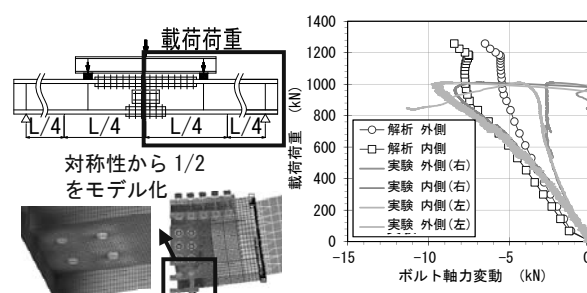 載荷荷重
L/4 L/4 L/4 L/4
対称性から 1/2
をモデル化
載荷荷重 (kN)
1400
1200
1000
800
600
400
200
0
解析 外側
解析 内側
実験 外側(右)
実験 内側(右)
実験 内側(左)
実験 外側(左)
-15 -10 -5 0
ボルト軸力変動 (kN)